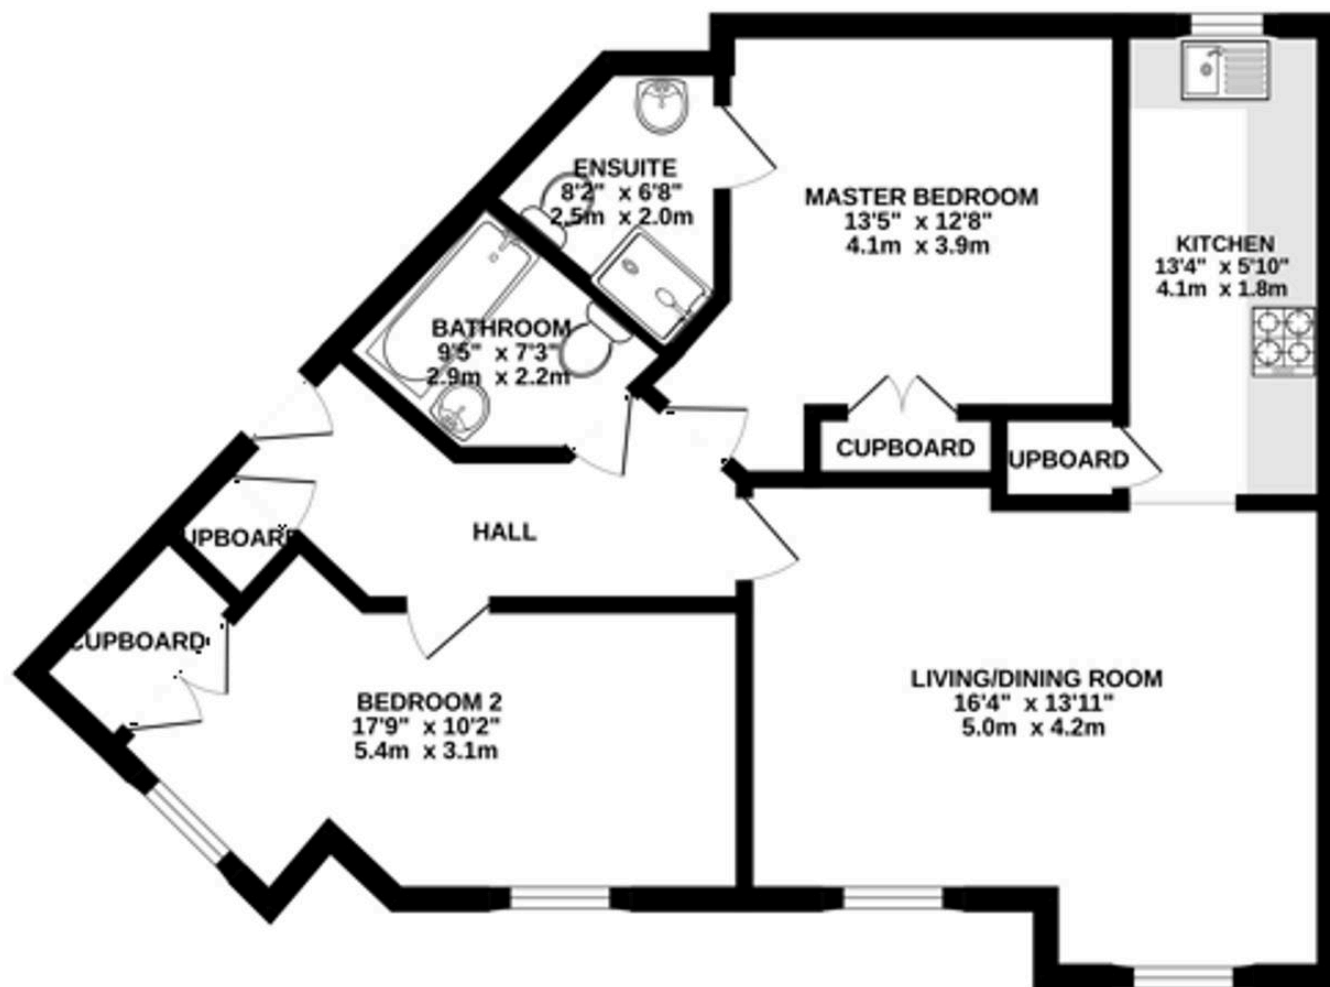 ENSUITE
8'2" x 6'8"
2.5m x 2.0m
MASTER BEDROOM
13'5" x 12'8"
4.1m x 3.9m
KITCHEN
13'4" x 5'10"
4.1m x 1.8m
BATHROOM
9'5" x 7'3"
2.9m x 2.2m
CUPBOARD
UPBOARD
HALL
UPBOARD
CUPBOARD
BEDROOM 2
17'9" x 10'2"
5.4m x 3.1m
LIVING/DINING ROOM
16'4" x 13'11"
5.0m x 4.2m